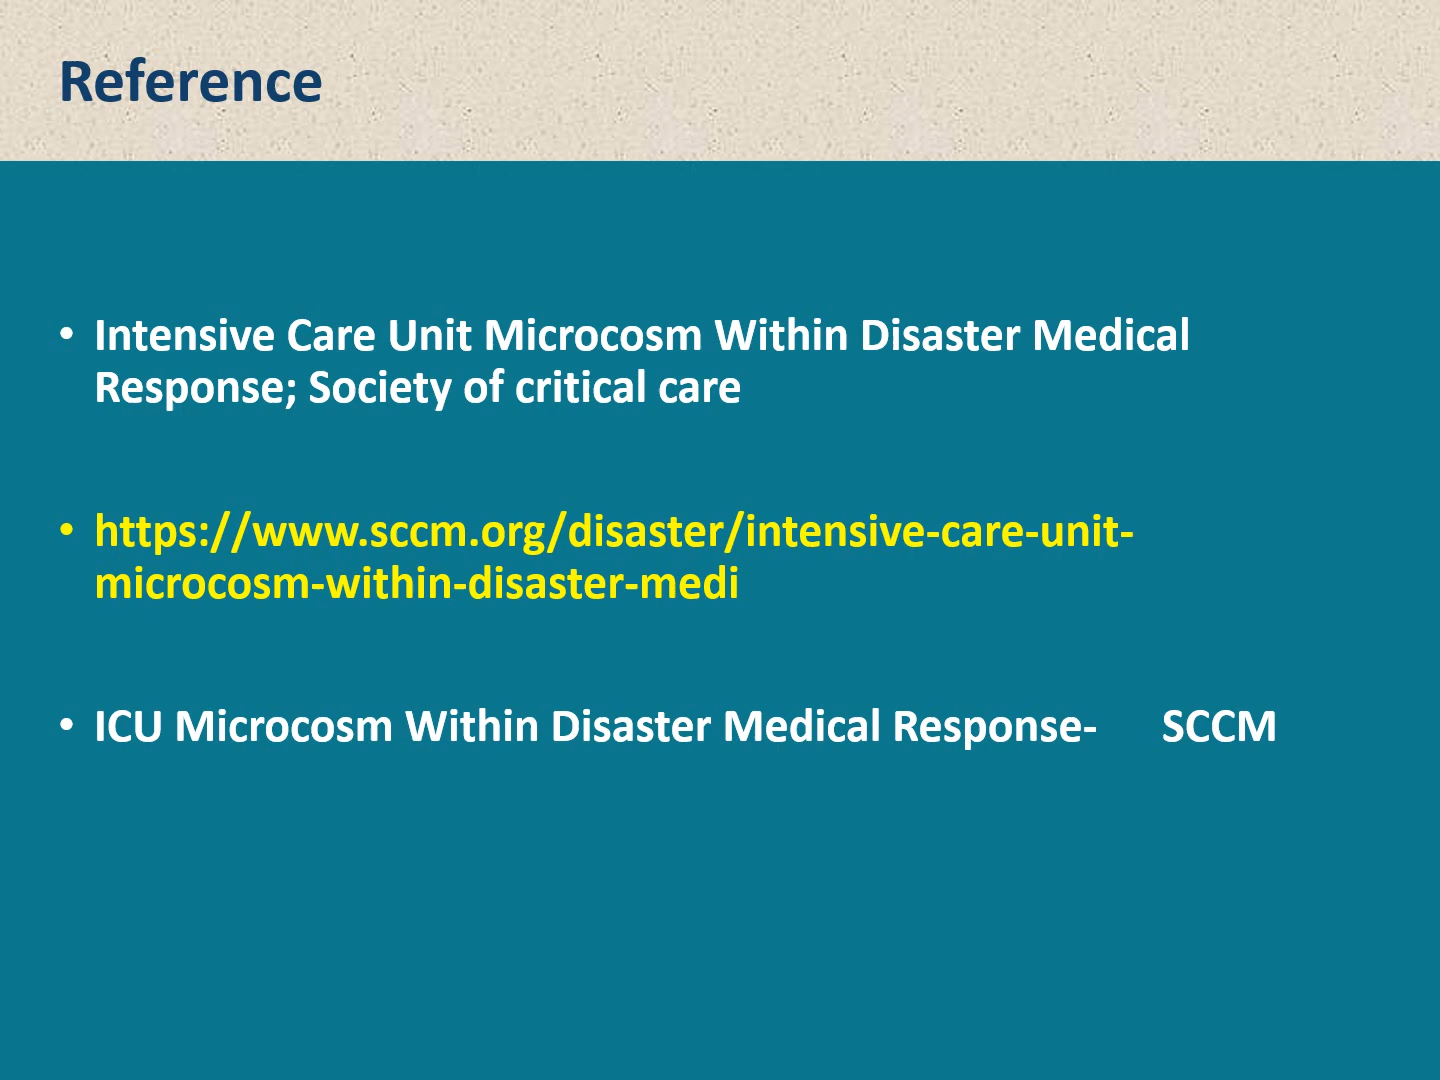 Reference
• Intensive Care Unit Microcosm Within Disaster Medical
Response; Society of critical care
• https://www.sccm.org/disaster/intensive-care-unit-
microcosm-within-disaster-medi
• ICU Microcosm Within Disaster Medical Response- SCCM